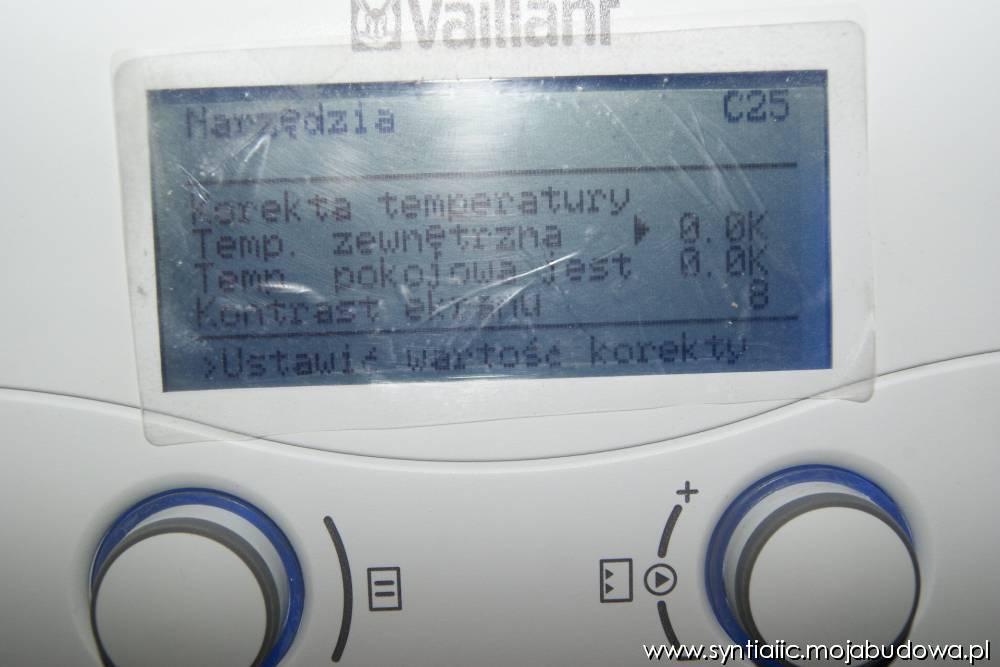 Vaillant
Narzędzia C25
Korekta temperatury
Temp. zewnętrzna ▶ 0.0K
Temp. pokojowa jest 0.0K
Kontrast ekranu 8
>Ustawić wartość korekty
+
www.syntiaiic.mojabudowa.pl